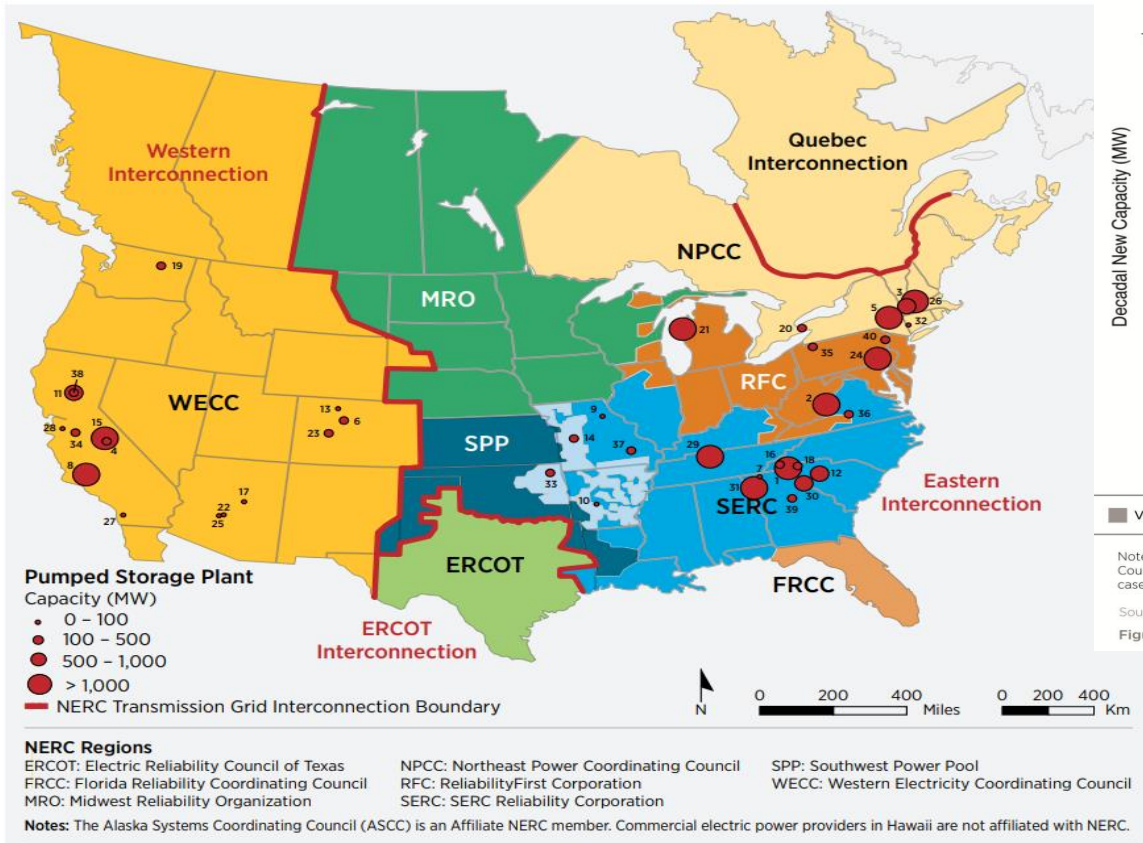 Quebec
Interconnection
Western
Interconnection
NPCC
MRO
19
3
26
5
32
20
21
40
35
24
RFC
WECC
38
11
13
6
9
2
36
28
15
34
4
23
SPP
14
37
29
16
18
7
1
12
8
33
31
30
Eastern
Interconnection
17
10
SERC
39
22
27
25
ERCOT
FRCC
Pumped Storage Plant
Capacity (MW)
0 – 100
100 – 500
500 – 1,000
> 1,000
NERC Transmission Grid Interconnection Boundary
ERCOT
Interconnection
N
0 200 400 Miles
0 200 400 Km
NERC Regions
ERCOT: Electric Reliability Council of Texas NPCC: Northeast Power Coordinating Council SPP: Southwest Power Pool
FRCC: Florida Reliability Coordinating Council RFC: ReliabilityFirst Corporation WECC: Western Electricity Coordinating Council
MRO: Midwest Reliability Organization SERC: SERC Reliability Corporation
Notes: The Alaska Systems Coordinating Council (ASCC) is an Affiliate NERC member. Commercial electric power providers in Hawaii are not affiliated with NERC.
Decadal New Capacity (MW)
V
Note
Cou
case
Sou
Figu